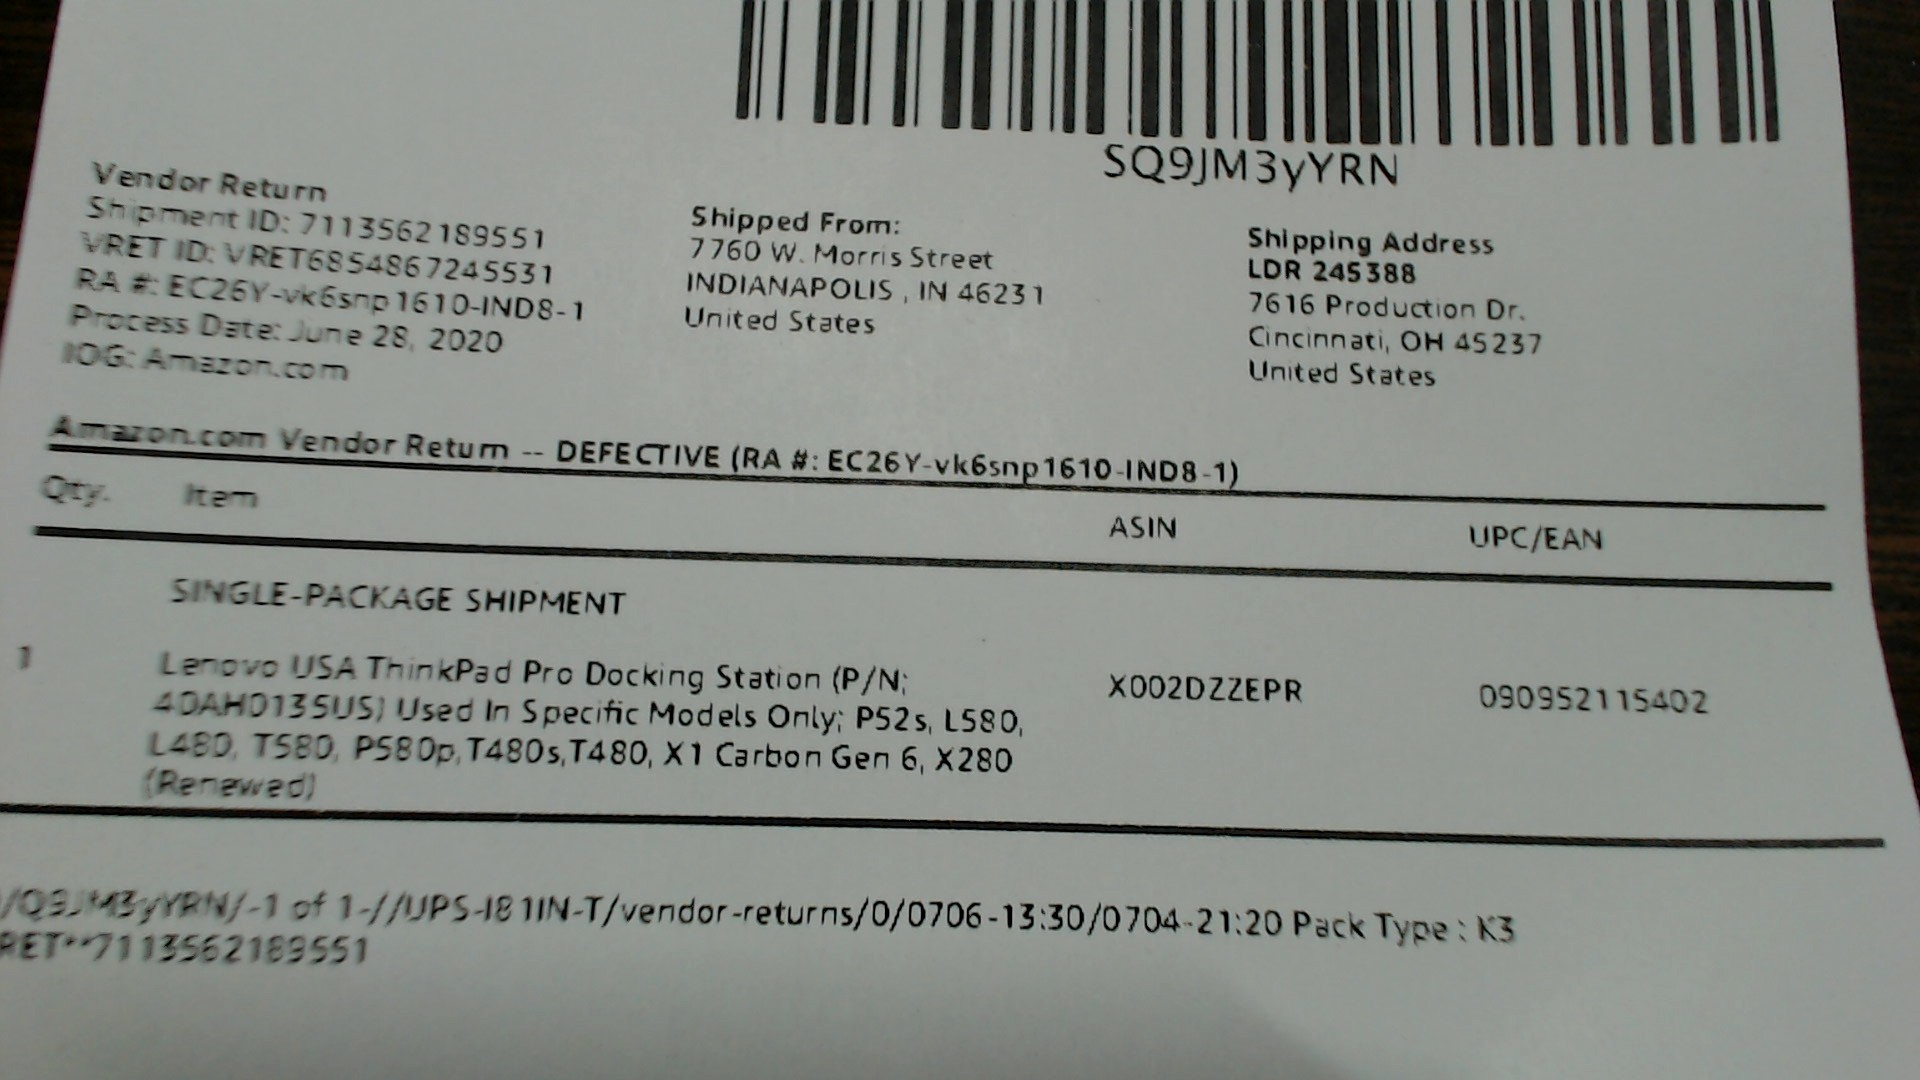 SQ9JM3yYRN
Vendor Return
Shipment ID: 7113562189551
VRET ID: VRET6854867245531
RA #: EC26Y-vk6snp1610-IND8-1
Process Date: June 28, 2020
IOG: Amazon.com
Shipped From:
7760 W. Morris Street
INDIANAPOLIS , IN 46231
United States
Shipping Address
LDR 245388
7616 Production Dr.
Cincinnati, OH 45237
United States
Amazon.com Vendor Return -- DEFECTIVE (RA #: EC26Y-vk6snp1610-IND8-1)
Qty. Item ASIN UPC/EAN
SINGLE-PACKAGE SHIPMENT
1 Lenovo USA ThinkPad Pro Docking Station (P/N; X002DZZEPR 090952115402
40AH0135US) Used In Specific Models Only; P52s, L580,
L480, T580, P580p,T480s,T480, X1 Carbon Gen 6, X280
(Renewed)
/Q9JM3yYRN/-1 of 1-//UPS-I81IN-T/vendor-returns/0/0706-13:30/0704-21:20 Pack Type : K3
RET**7113562189551